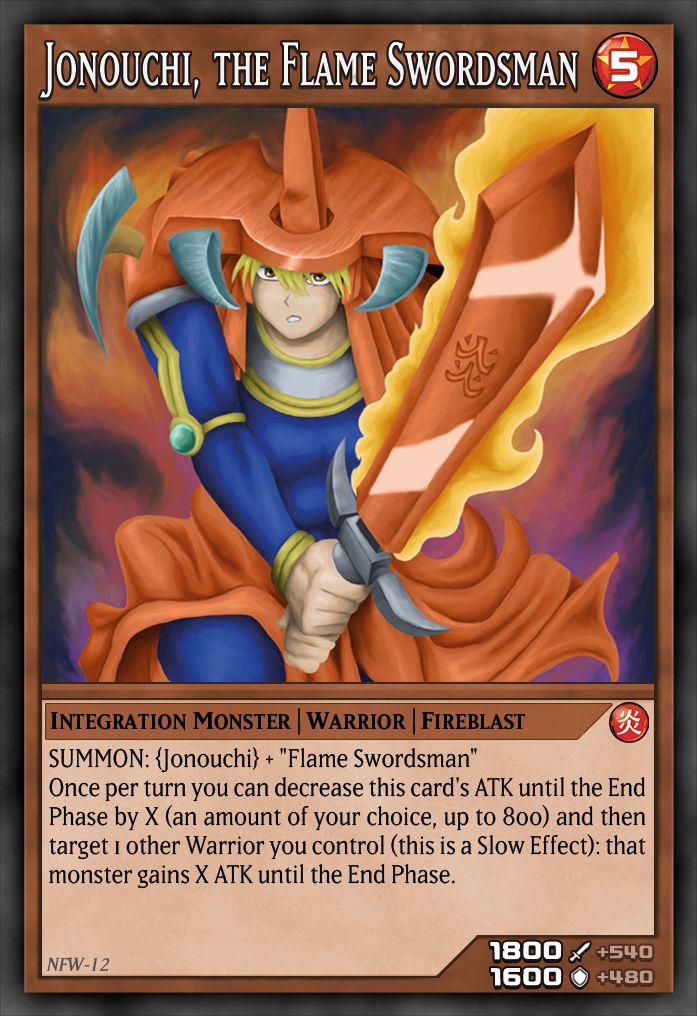 Jonouchi, the Flame Swordsman 5
Integration Monster | Warrior | Fireblast 炎
SUMMON: {Jonouchi} + "Flame Swordsman"
Once per turn you can decrease this card's ATK until the End
Phase by X (an amount of your choice, up to 800) and then
target 1 other Warrior you control (this is a Slow Effect): that
monster gains X ATK until the End Phase.
1800 +540
NFW-12 1600 +480